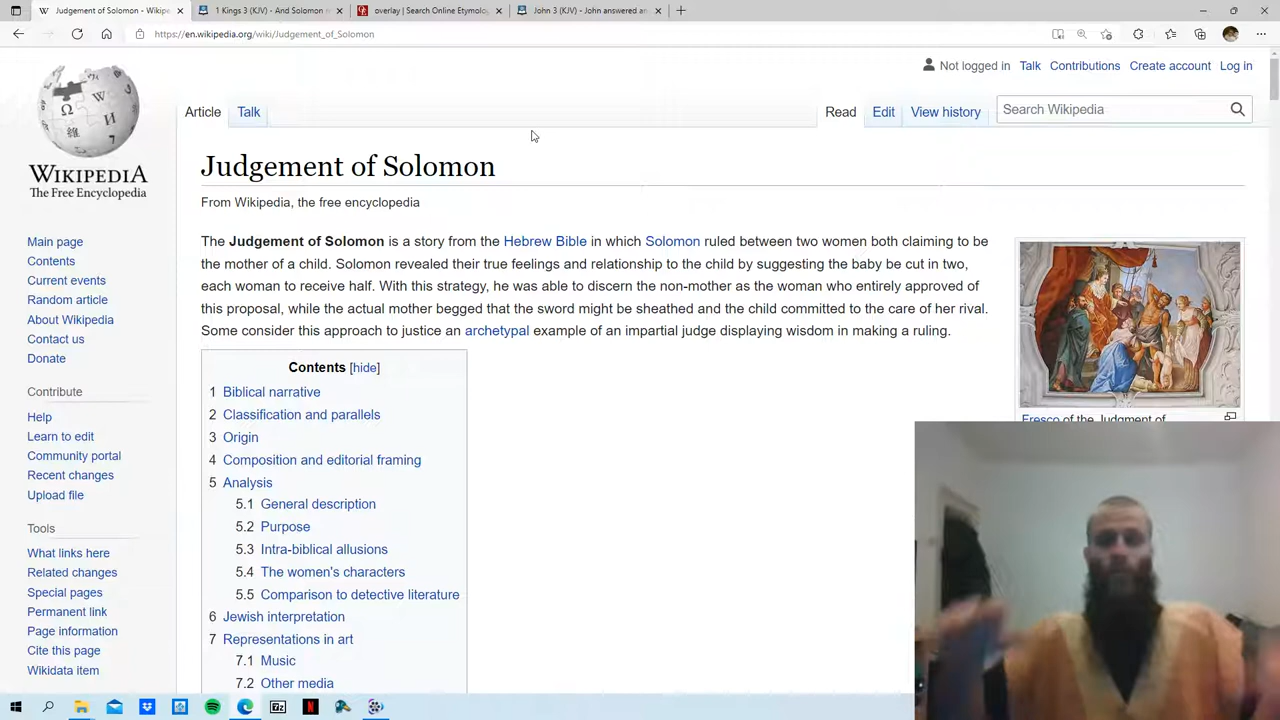 Judgement of Solomon - Wikipe
1 Kings 3 (KJV) - And Solomon m
overlay | Search Online Etymolog
John 3 (KJV) - John answered an
https://en.wikipedia.org/wiki/Judgement_of_Solomon
Not logged in Talk Contributions Create account Log in
Article Talk Read Edit View history Search Wikipedia
WIKIPEDIA
The Free Encyclopedia
Main page
Contents
Current events
Random article
About Wikipedia
Contact us
Donate
Contribute
Help
Learn to edit
Community portal
Recent changes
Upload file
Tools
What links here
Related changes
Special pages
Permanent link
Page information
Cite this page
Wikidata item
Judgement of Solomon
From Wikipedia, the free encyclopedia
The Judgement of Solomon is a story from the Hebrew Bible in which Solomon ruled between two women both claiming to be
the mother of a child. Solomon revealed their true feelings and relationship to the child by suggesting the baby be cut in two,
each woman to receive half. With this strategy, he was able to discern the non-mother as the woman who entirely approved of
this proposal, while the actual mother begged that the sword might be sheathed and the child committed to the care of her rival.
Some consider this approach to justice an archetypal example of an impartial judge displaying wisdom in making a ruling.
Contents [hide]
1 Biblical narrative
2 Classification and parallels
3 Origin
4 Composition and editorial framing
5 Analysis
5.1 General description
5.2 Purpose
5.3 Intra-biblical allusions
5.4 The women's characters
5.5 Comparison to detective literature
6 Jewish interpretation
7 Representations in art
7.1 Music
7.2 Other media
Fresco of the Judgment of